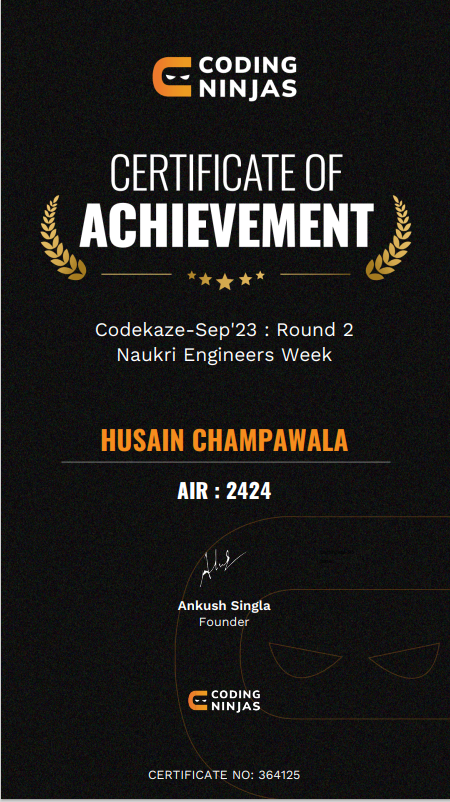 CODING
NINJAS
CERTIFICATE OF
ACHIEVEMENT
Codekaze-Sep'23 : Round 2
Naukri Engineers Week
HUSAIN CHAMPAWALA
AIR : 2424
Ankush Singla
Founder
CODING
NINJAS
CERTIFICATE NO: 364125